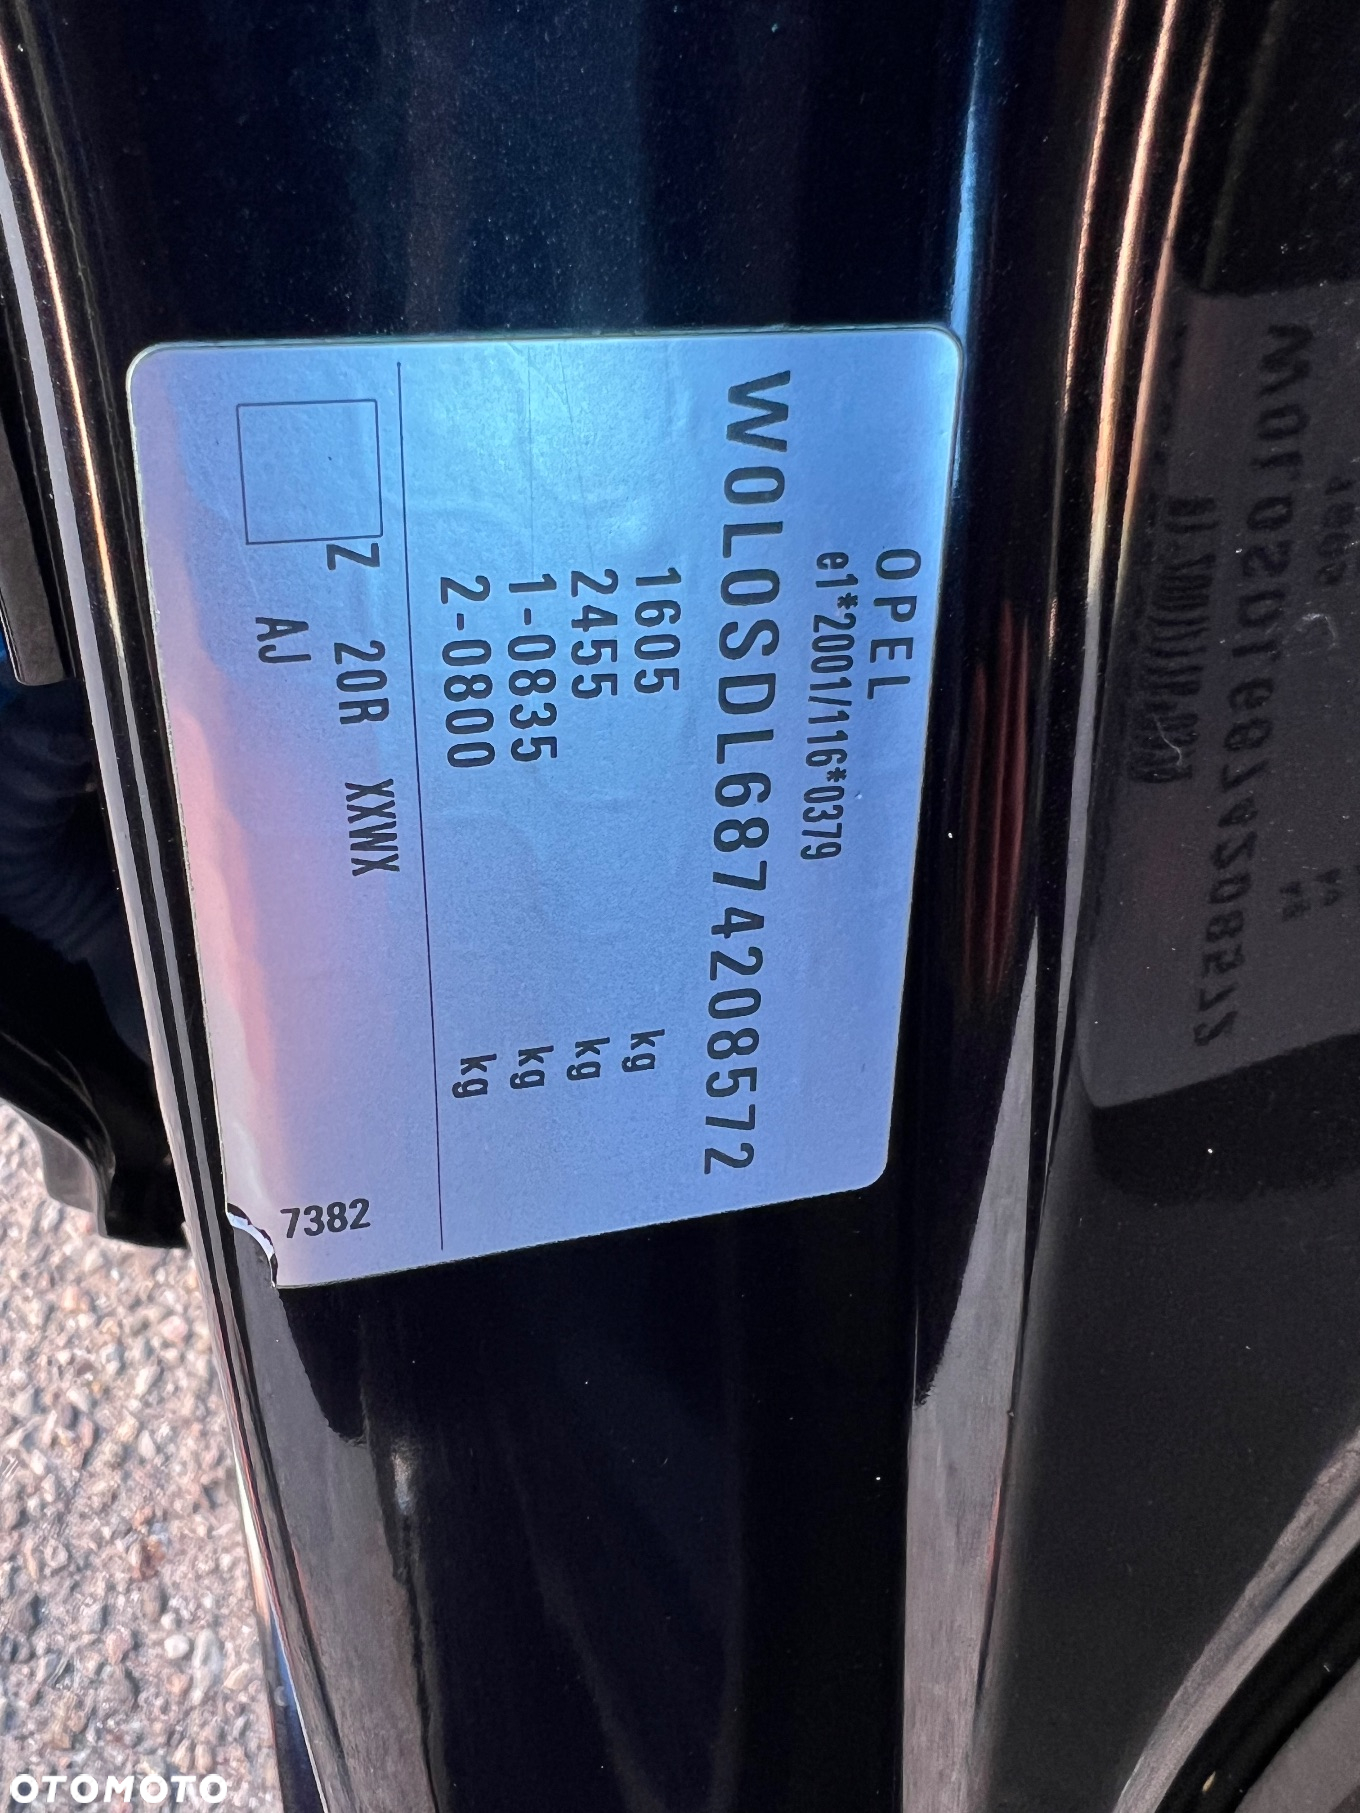 OPEL
e1*2001/116*0379
W0L0SDL6874208572
1605 kg
2455 kg
1-0835 kg
2-0800 kg
Z 20R XXWX
AJ
7382
OTOMOTO